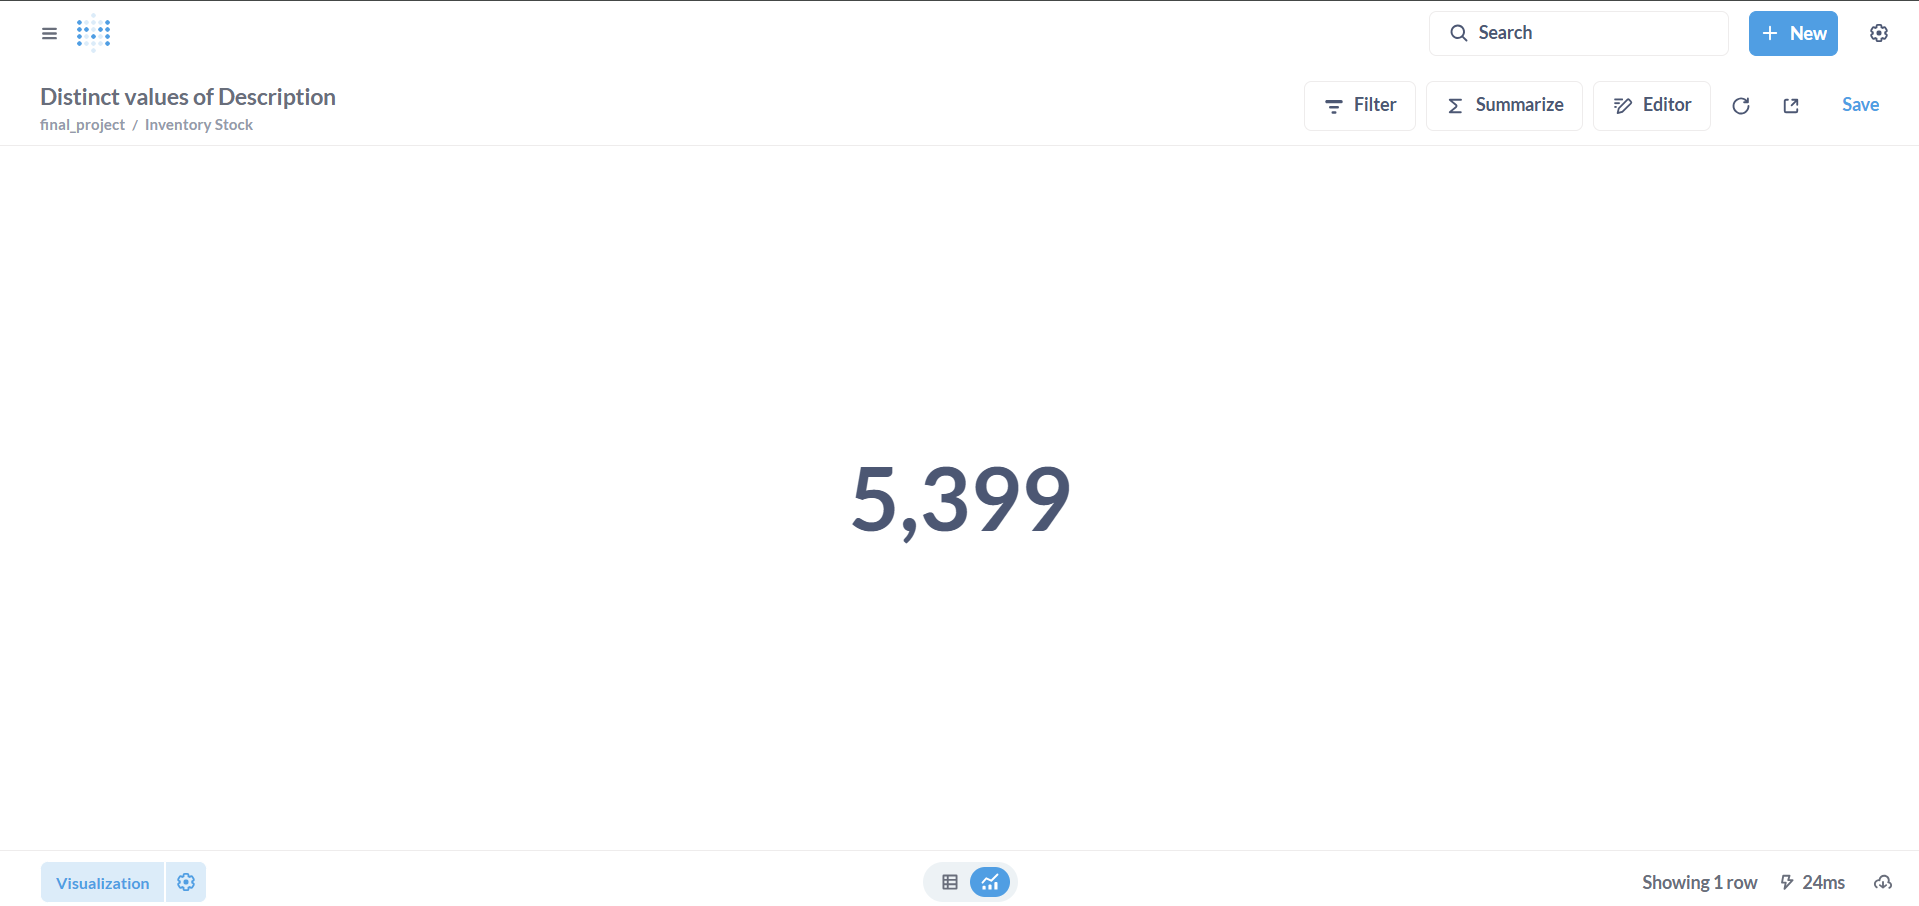 Search
New
Distinct values of Description
final_project / Inventory Stock
Filter
Summarize
Editor
Save
5,399
Visualization
Showing 1 row
24ms